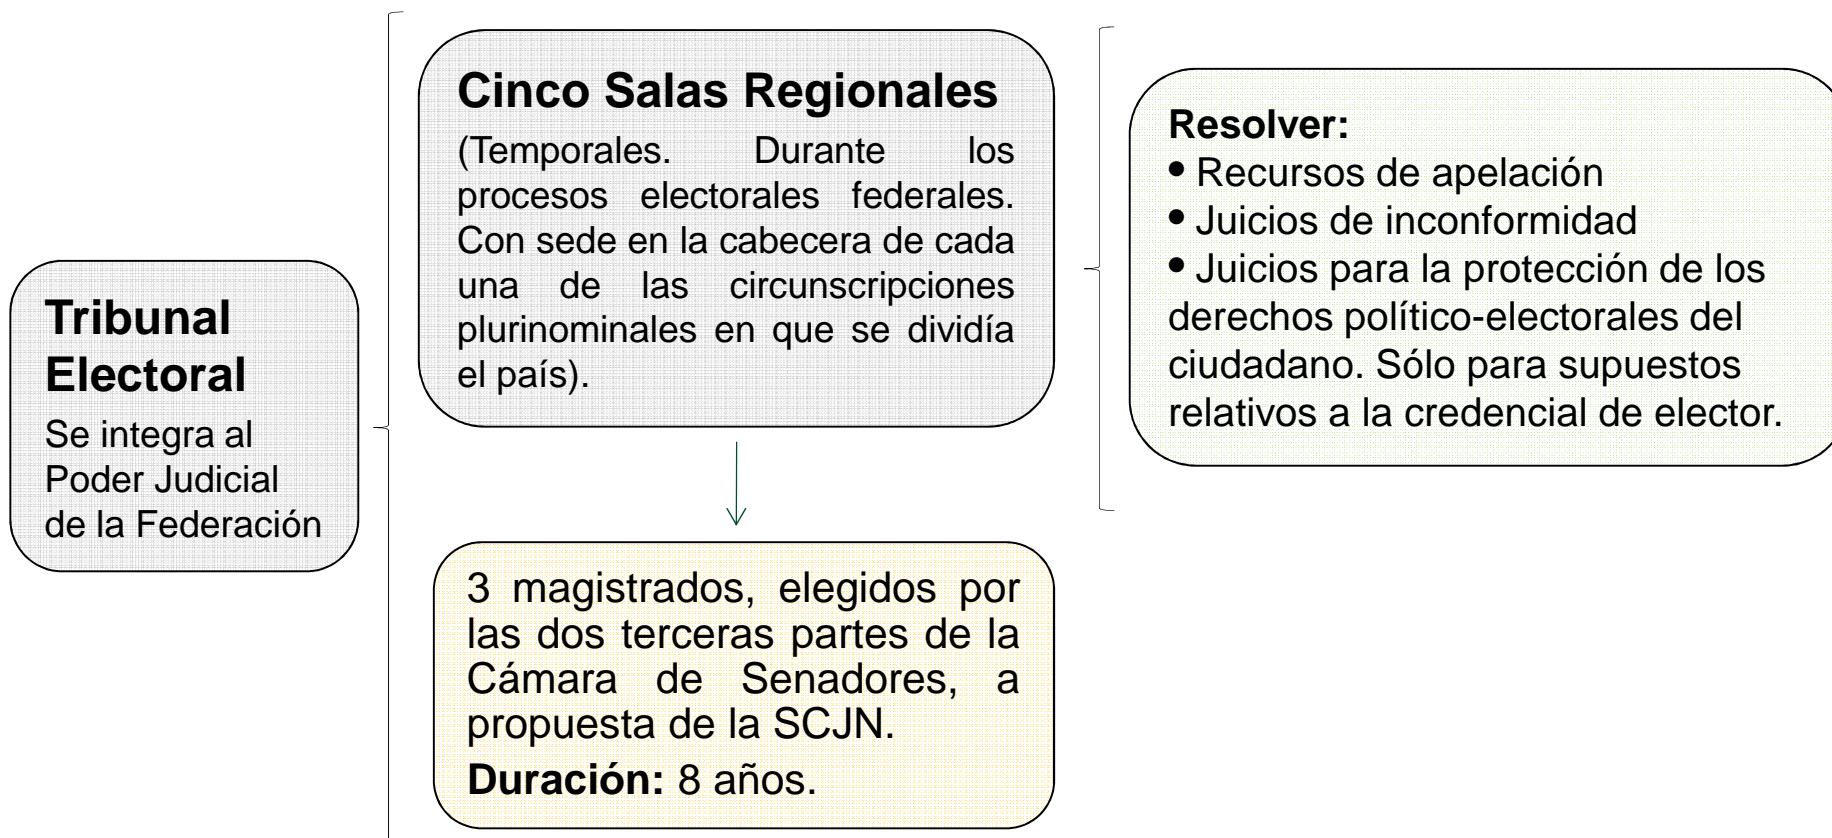 Tribunal
Electoral
Se integra al
Poder Judicial
de la Federación
Cinco Salas Regionales
(Temporales. Durante los
procesos electorales federales.
Con sede en la cabecera de cada
una de las circunscripciones
plurinominales en que se dividía
el país).
3 magistrados, elegidos por
las dos terceras partes de la
Cámara de Senadores, a
propuesta de la SCJN.
Duración: 8 años.
Resolver:
• Recursos de apelación
• Juicios de inconformidad
• Juicios para la protección de los
derechos político-electorales del
ciudadano. Sólo para supuestos
relativos a la credencial de elector.